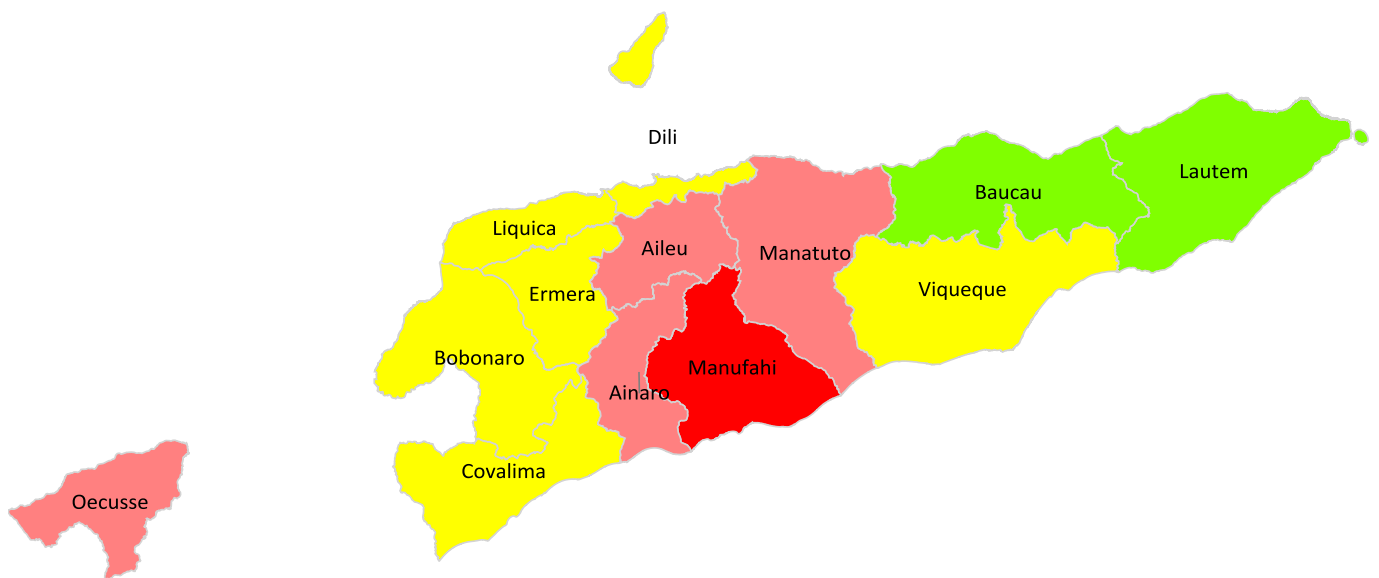 Dili
Lautem
Baucau
Liquica
Aileu
Manatuto
Viqueque
Ermera
Bobonaro
Manufahi
Ainaro
Covalima
Oecusse